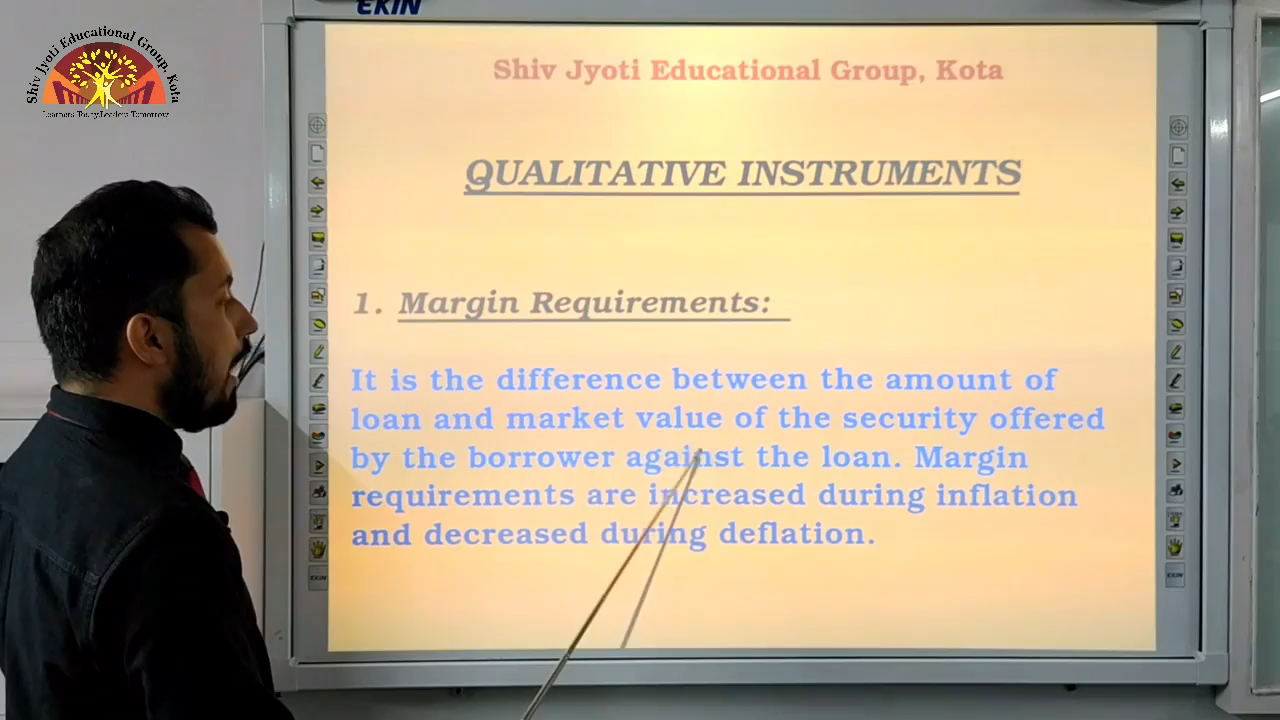 EKIN
Shiv Jyoti Educational Group, Kota
Shiv Jyoti Educational Group, Kota
QUALITATIVE INSTRUMENTS
1. Margin Requirements:
It is the difference between the amount of
loan and market value of the security offered
by the borrower against the loan. Margin
requirements are increased during inflation
and decreased during deflation.
EKIN
EKIN